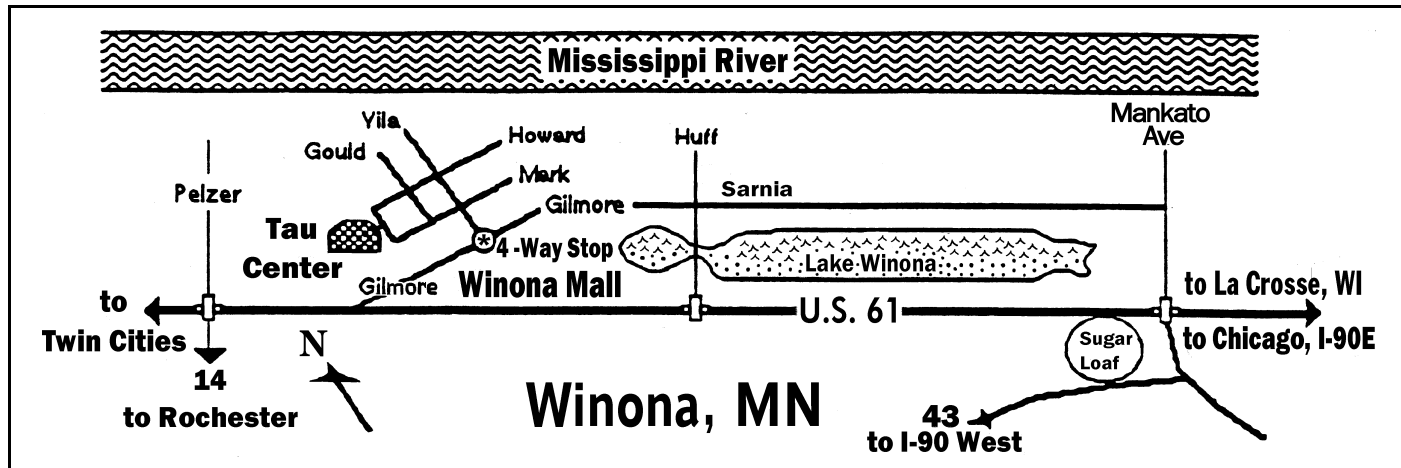 Mississippi River
Mankato
Ave
Yila
Howard
Huff
Gould
Mark
Pelzer
Sarnia
Gilmore
Tau
Center
* 4 -Way Stop
Lake Winona
Gilmore
Winona Mall
to
Twin Cities
U.S. 61
to La Crosse, WI
to Chicago, I-90E
Sugar
Loaf
N
14
to Rochester
Winona, MN
43
to I-90 West